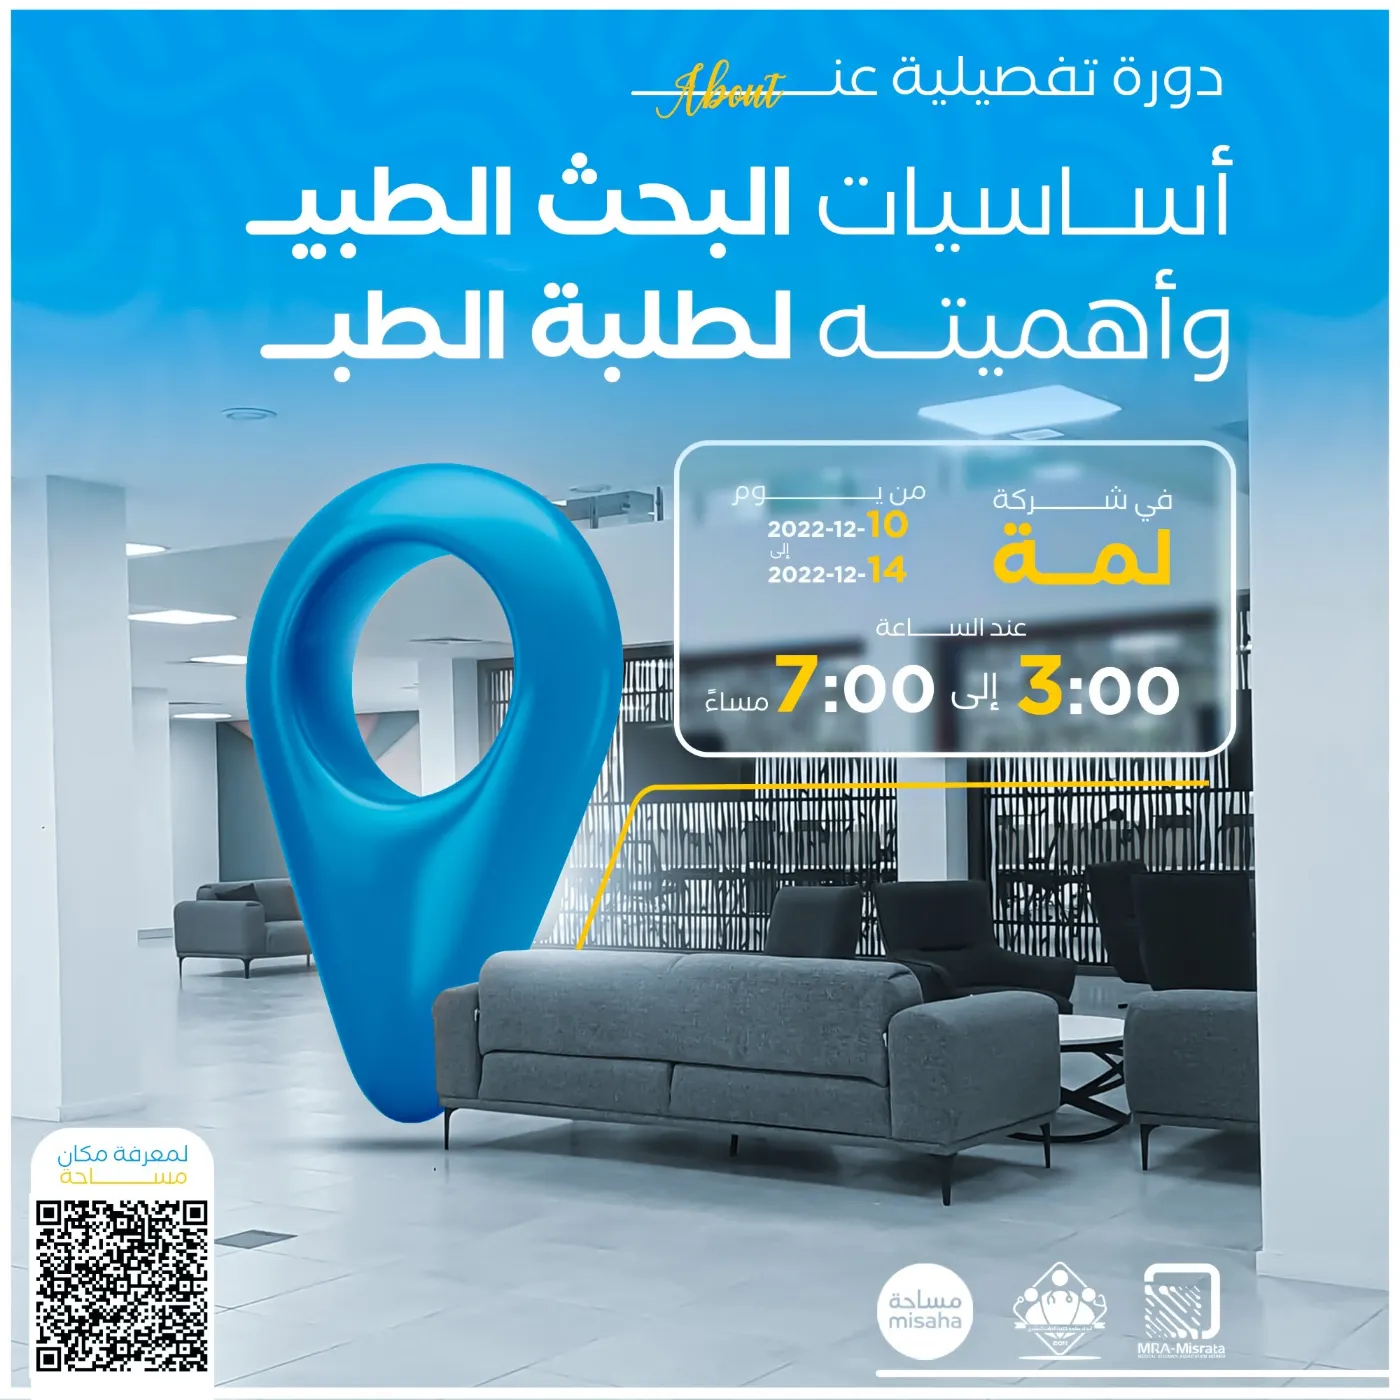 دورة تفصيلية عن About
أساسيات البحث الطبي
وأهميته لطلبة الطب
في شركة
لمة
من يوم
10-12-2022
إلى
14-12-2022
عند الساعة
3:00 إلى 7:00 مساءً
لمعرفة مكان
مساحة
مساحة
misaha
MRA-Misrata